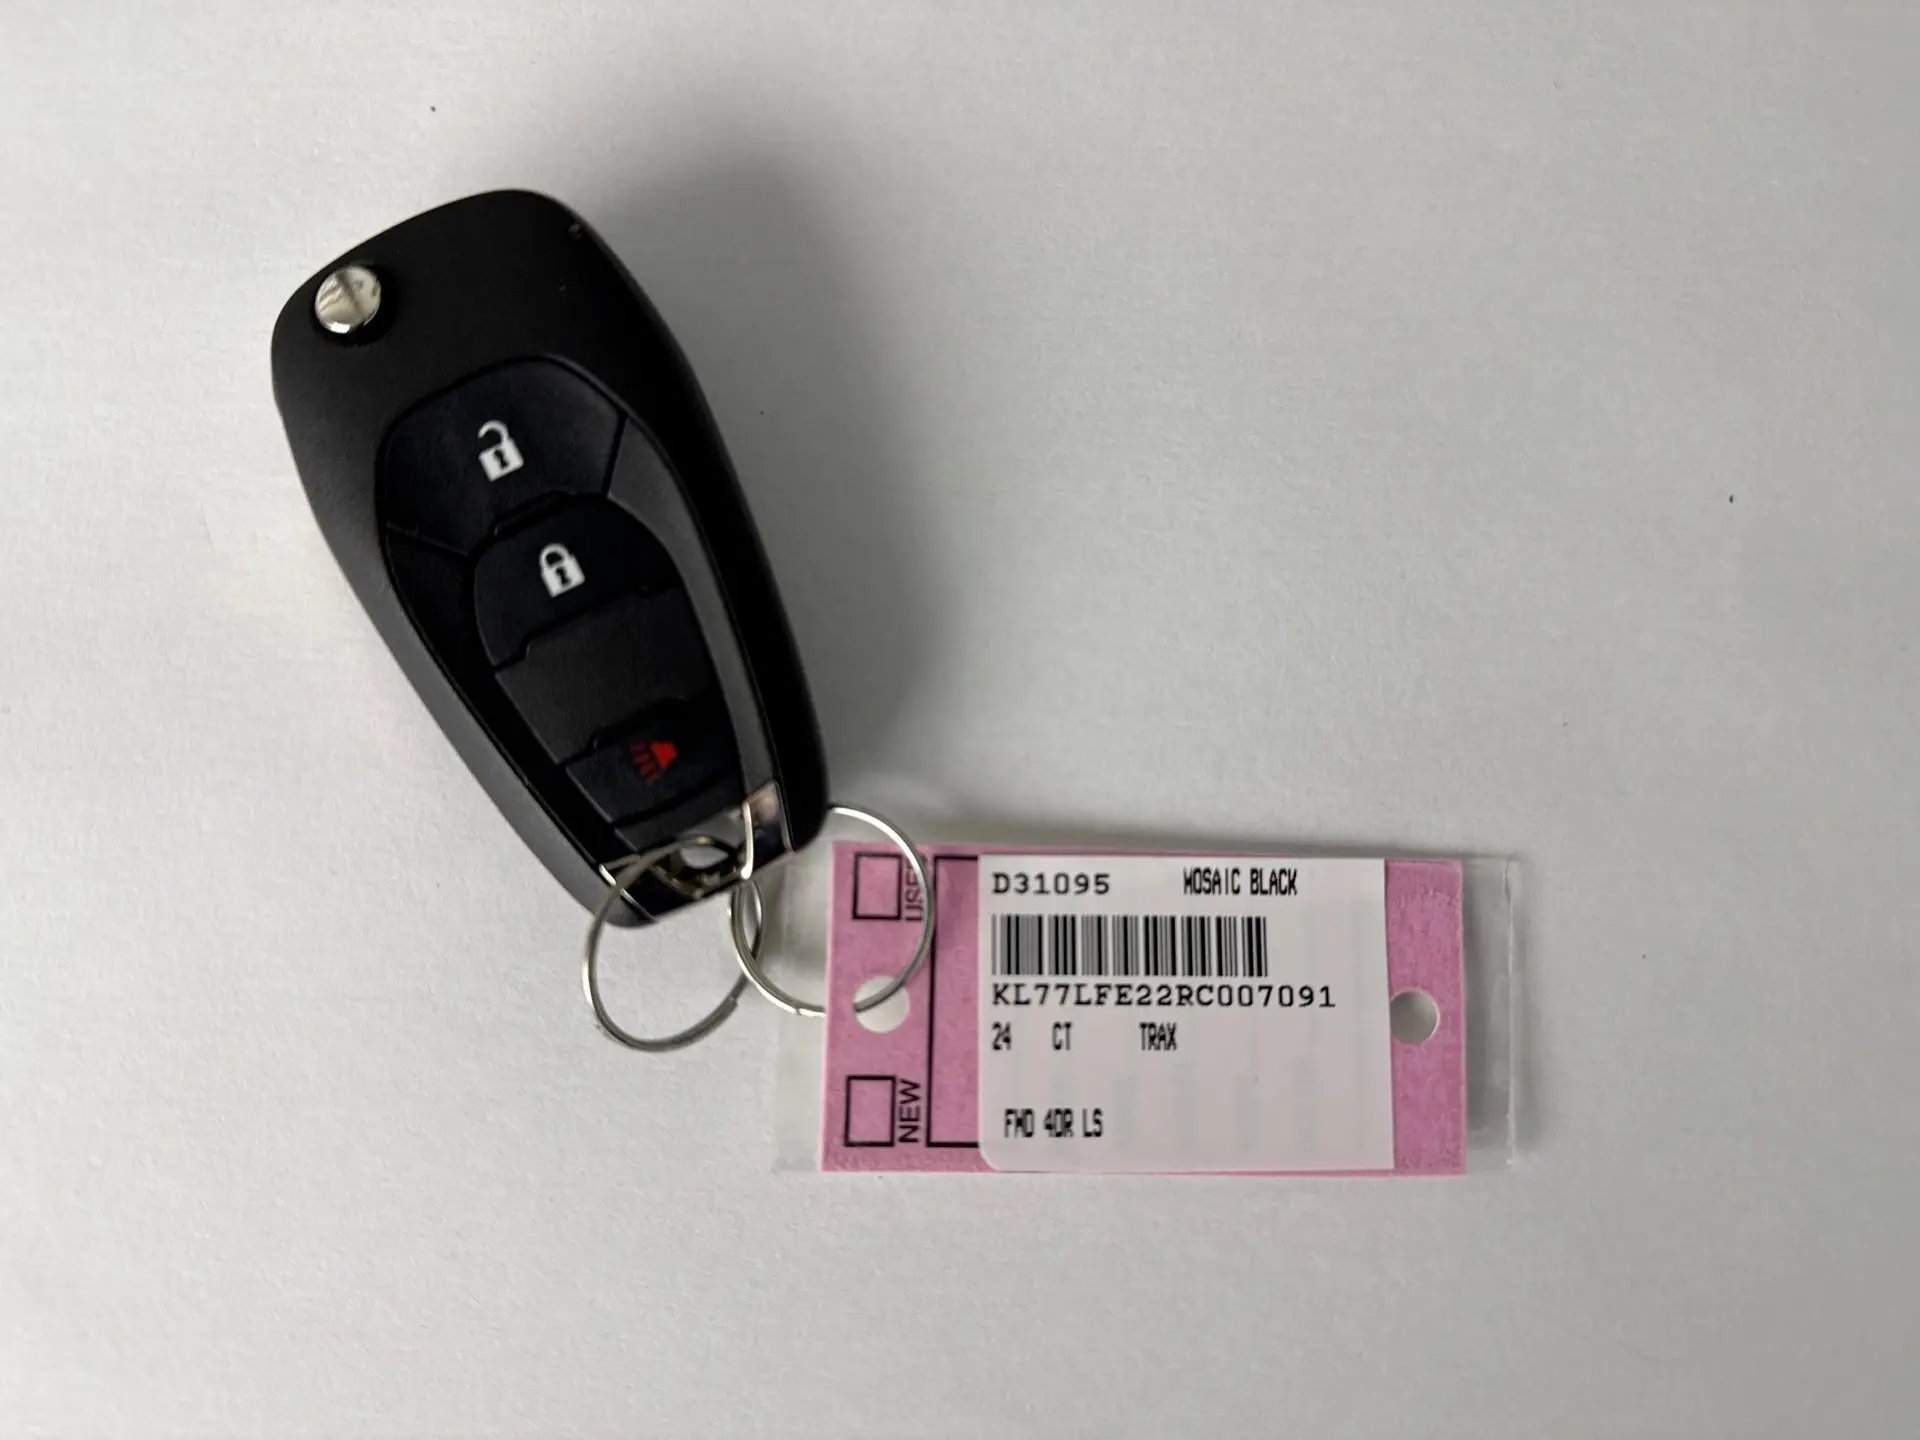 USED
NEW
D31095 MOSAIC BLACK
KL77LFE22RC007091
24 CT TRAX
FWD 4DR LS